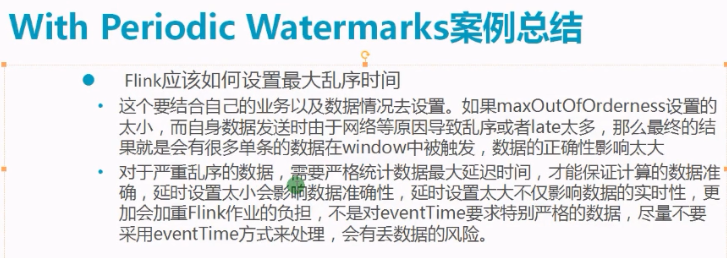 With Periodic Watermarks案例总结
Flink应该如何设置最大乱序时间
这个要结合自己的业务以及数据情况去设置。如果maxOutOfOrderness设置的
太小，而自身数据发送时由于网络等原因导致乱序或者late太多，那么最终的结
果就是会有很多单条的数据在window中被触发，数据的正确性影响太大
对于严重乱序的数据，需要严格统计数据最大延迟时间，才能保证计算的数据准
确，延时设置太小会影响数据准确性，延时设置太大不仅影响数据的实时性，更
加会加重Flink作业的负担，不是对eventTime要求特别严格的数据，尽量不要
采用eventTime方式来处理，会有丢数据的风险。